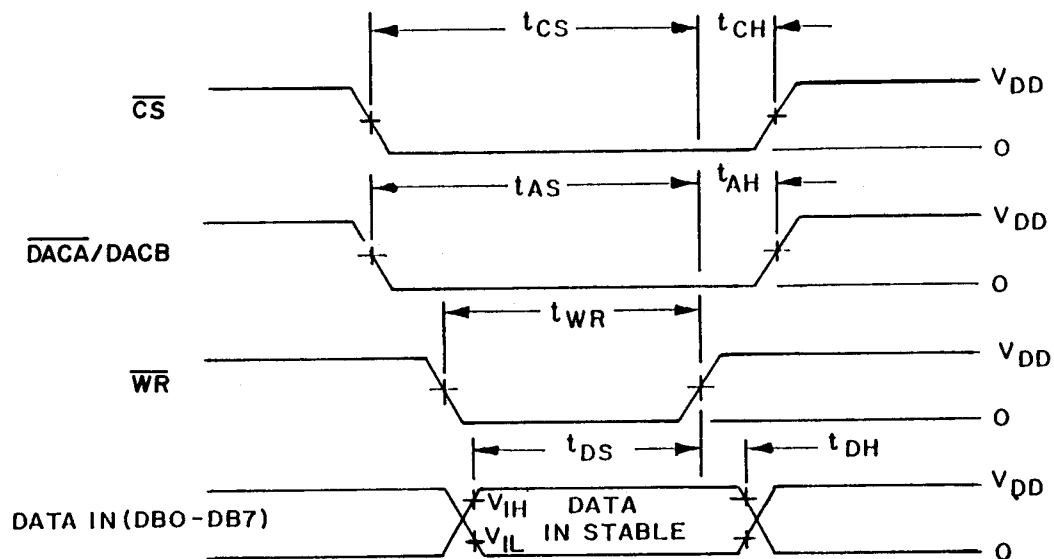 tCS
tCH
CS
VDD
0
tAS
tAH
DACA/DACB
VDD
0
tWR
WR
VDD
0
tDS
tDH
DATA IN (DB0-DB7)
VIH
VIL
DATA
IN STABLE
VDD
0